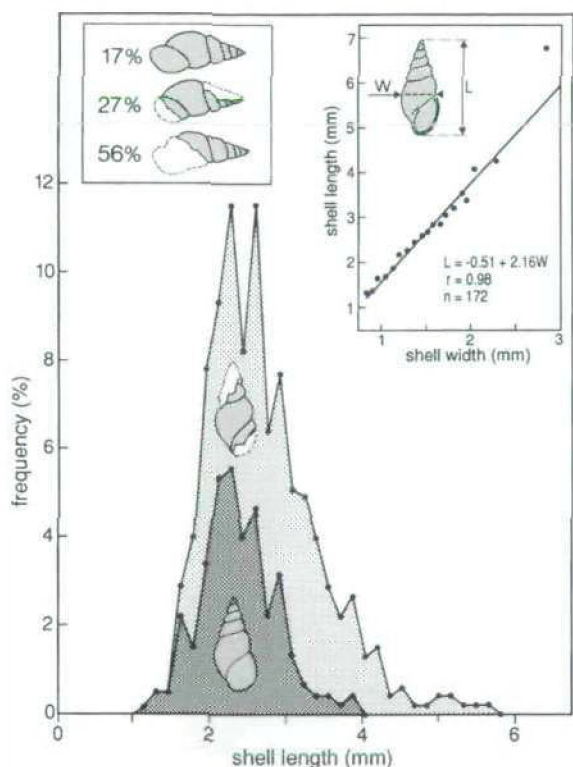 17%
27%
56%
12
10
8
6
4
2
0
frequency (%)
0
2
4
6
shell length (mm)
7
6
5
4
3
2
1
shell length (mm)
W
L
L = -0.51 + 2.16W
r = 0.98
n = 172
1
2
3
shell width (mm)